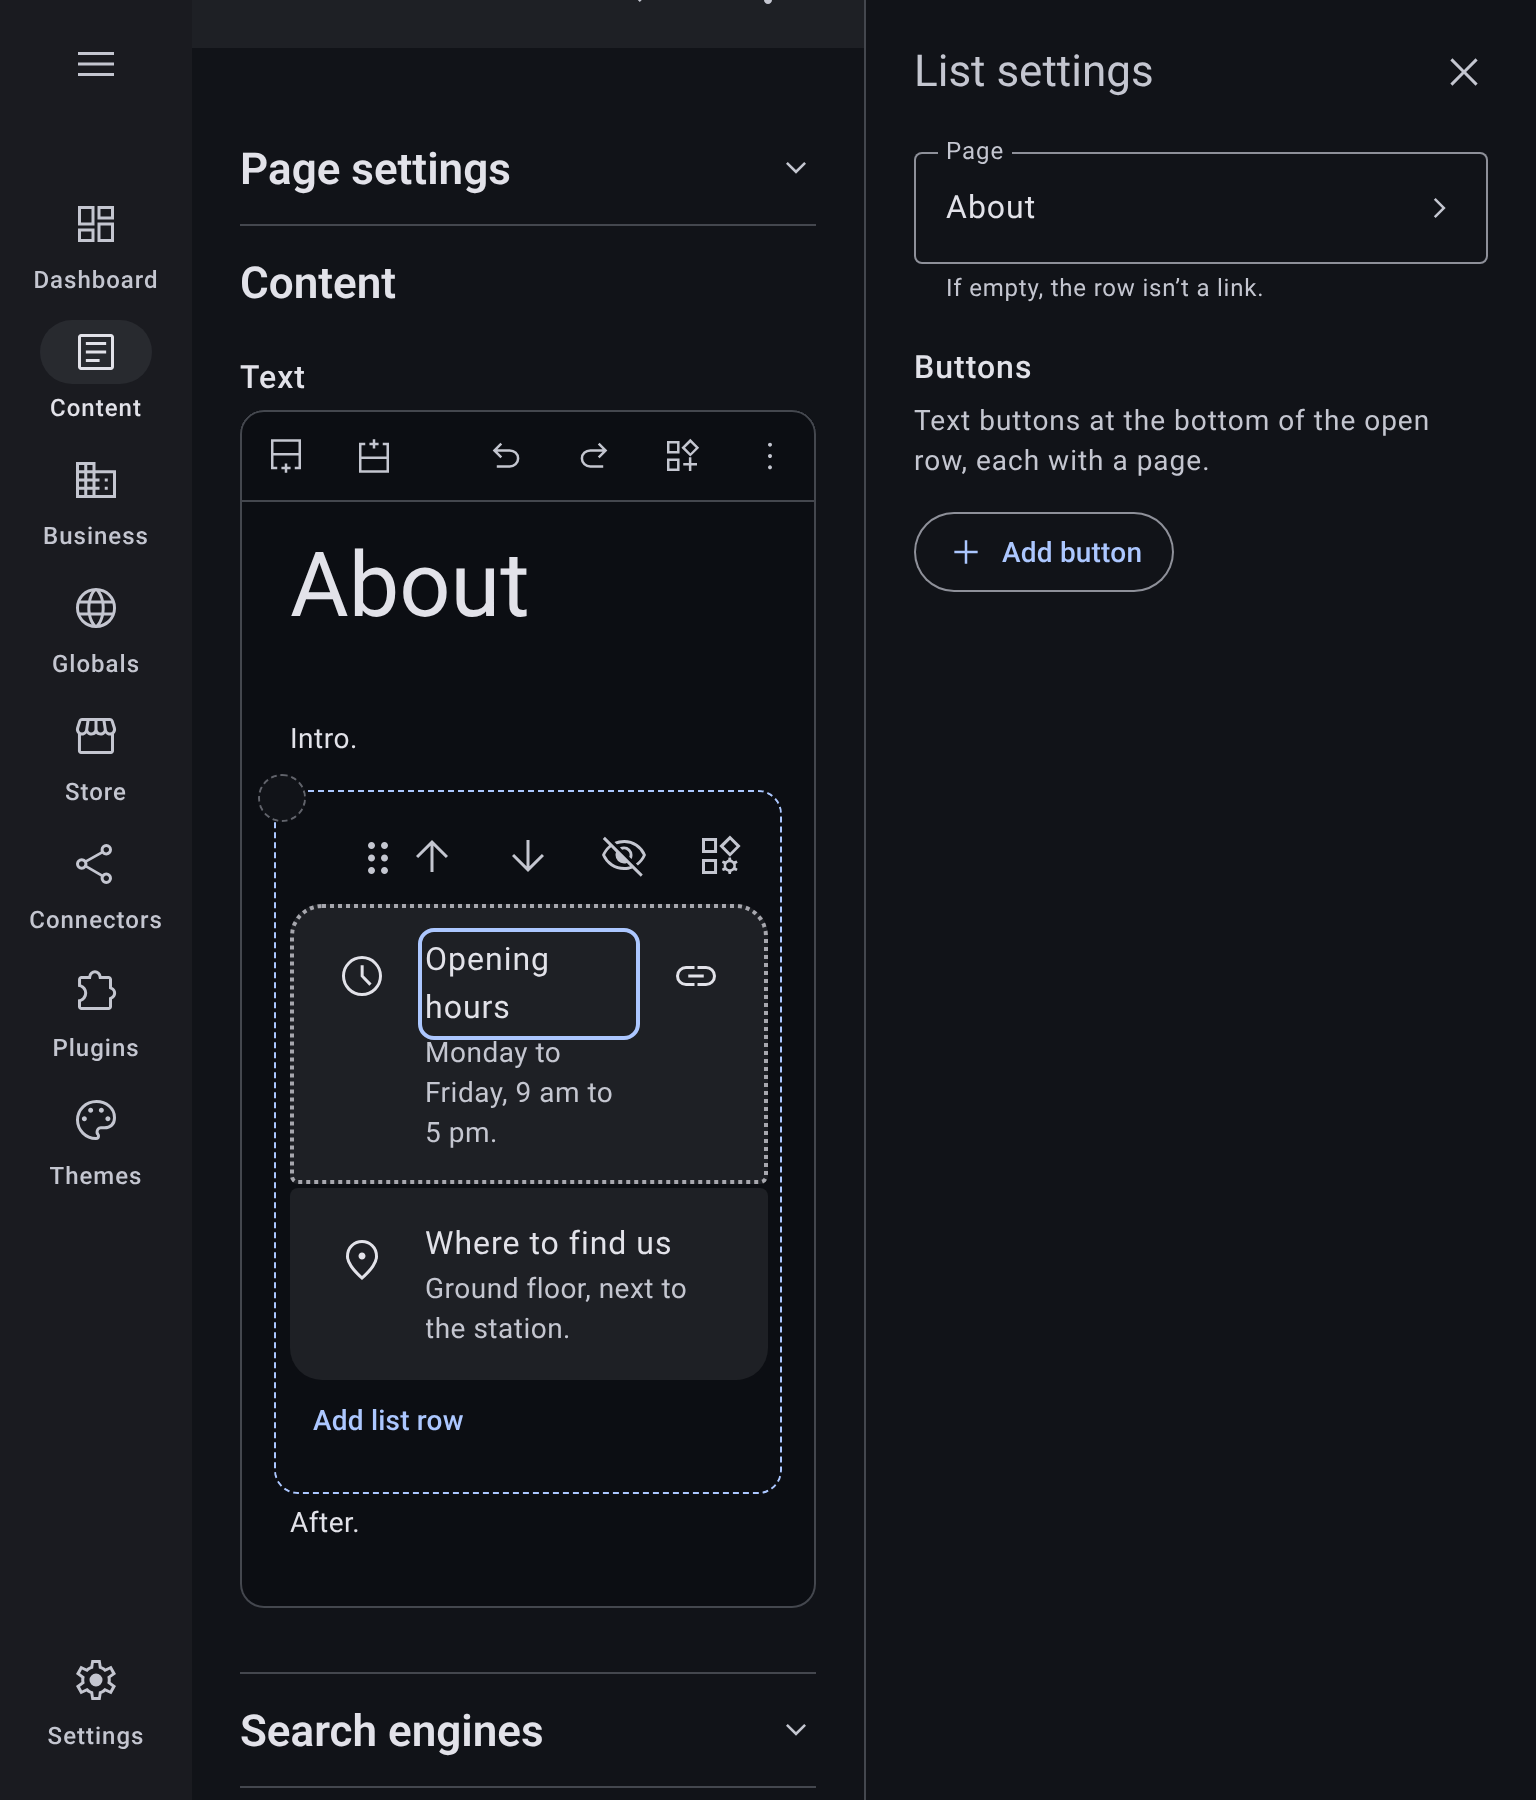 Dashboard
Content
Business
Globals
Store
Connectors
Plugins
Themes
Settings
Page settings
Content
Text
About
Intro.
Opening
hours
Monday to
Friday, 9 am to
5 pm.
Where to find us
Ground floor, next to
the station.
Add list row
After.
Search engines
List settings
Page
About
If empty, the row isn’t a link.
Buttons
Text buttons at the bottom of the open
row, each with a page.
Add button